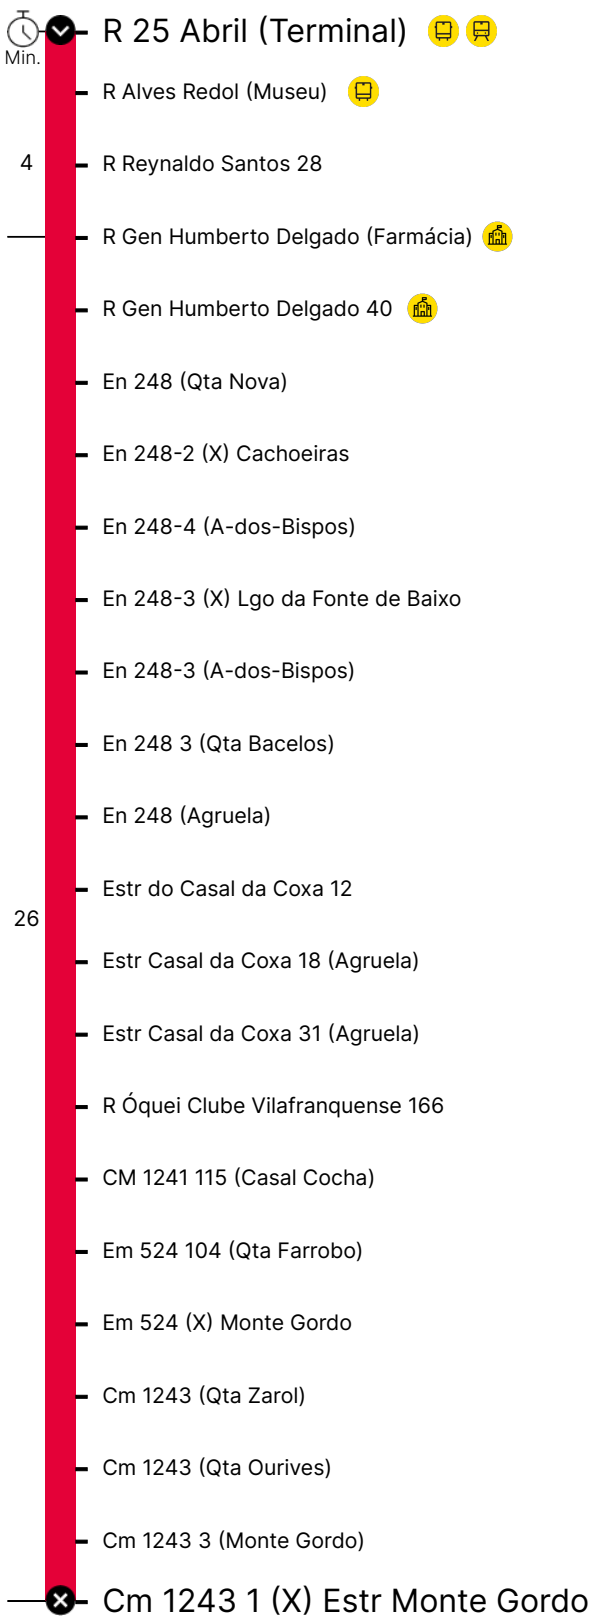 R 25 Abril (Terminal)
Min.
R Alves Redol (Museu)
4
R Reynaldo Santos 28
R Gen Humberto Delgado (Farmácia)
R Gen Humberto Delgado 40
En 248 (Qta Nova)
En 248-2 (X) Cachoeiras
En 248-4 (A-dos-Bispos)
En 248-3 (X) Lgo da Fonte de Baixo
En 248-3 (A-dos-Bispos)
En 248 3 (Qta Bacelos)
En 248 (Agruela)
Estr do Casal da Coxa 12
26
Estr Casal da Coxa 18 (Agruela)
Estr Casal da Coxa 31 (Agruela)
R Óquei Clube Vilafranquense 166
CM 1241 115 (Casal Cocha)
Em 524 104 (Qta Farrobo)
Em 524 (X) Monte Gordo
Cm 1243 (Qta Zarol)
Cm 1243 (Qta Ourives)
Cm 1243 3 (Monte Gordo)
Cm 1243 1 (X) Estr Monte Gordo